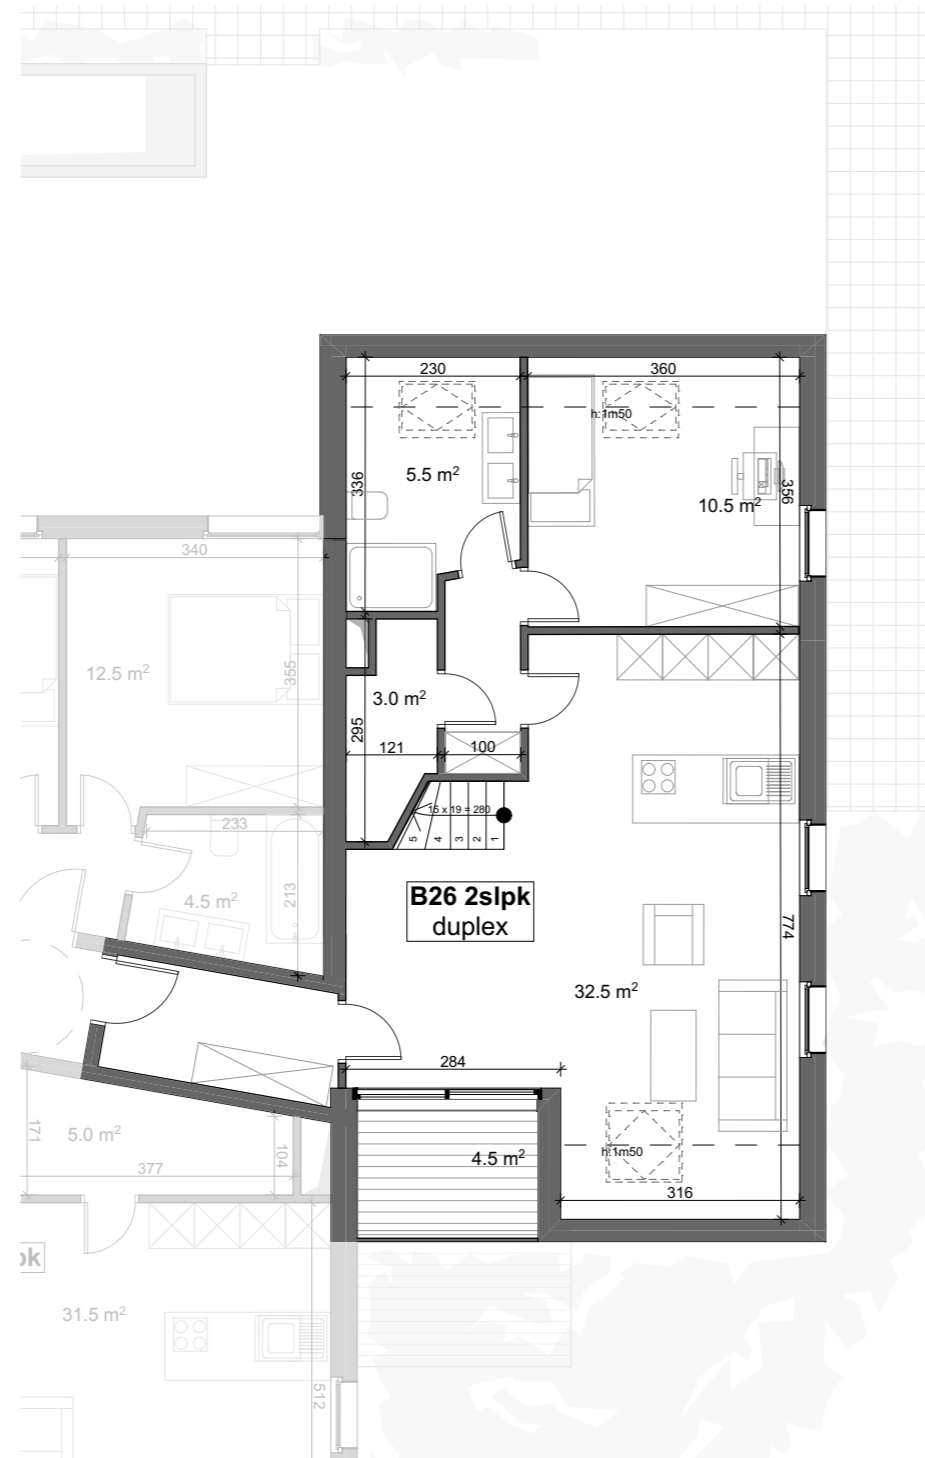 230
360
h:1m50
5.5 m²
336
356
10.5 m²
340
12.5 m²
355
3.0 m²
295
121
100
15 x 19 = 280
5 4 3 2 1
233
4.5 m²
213
B26 2slpk
duplex
774
32.5 m²
284
171
5.0 m²
104
377
4.5 m²
h:1m50
316
pk
31.5 m²
512